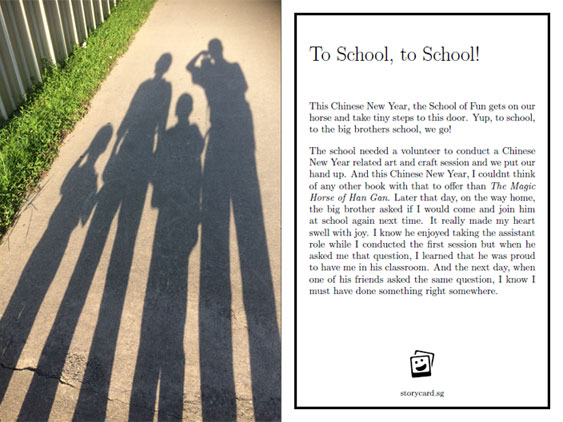 To School, to School!
This Chinese New Year, the School of Fun gets on our
horse and take tiny steps to this door. Yup, to school,
to the big brothers school, we go!
The school needed a volunteer to conduct a Chinese
New Year related art and craft session and we put our
hand up. And this Chinese New Year, I couldnt think
of any other book with that to offer than The Magic
Horse of Han Gan. Later that day, on the way home,
the big brother asked if I would come and join him
at school again next time. It really made my heart
swell with joy. I know he enjoyed taking the assistant
role while I conducted the first session but when he
asked me that question, I learned that he was proud
to have me in his classroom. And the next day, when
one of his friends asked the same question, I know I
must have done something right somewhere.
storycard.sg